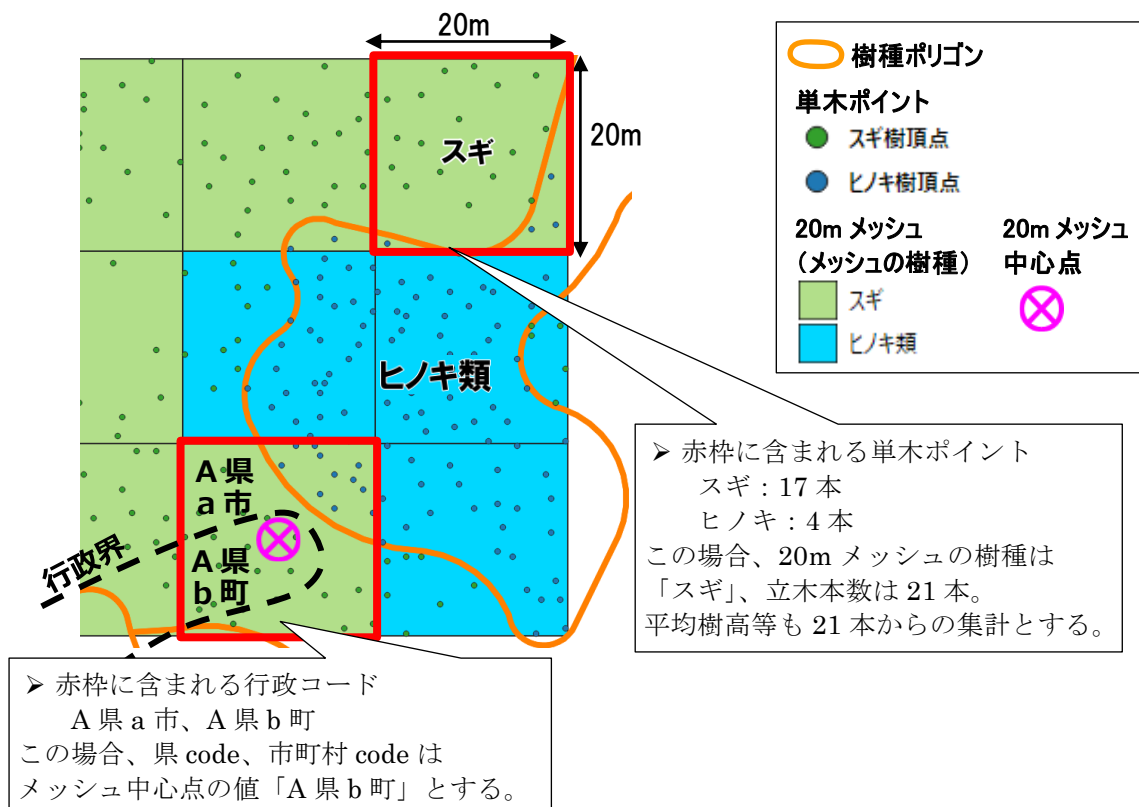 20m
20m
スギ
ヒノキ類
A県
a市
A県
b町
行政界
樹種ポリゴン
単木ポイント
スギ樹頂点
ヒノキ樹頂点
20m メッシュ
(メッシュの樹種)
スギ
ヒノキ類
20m メッシュ
中心点
➢ 赤枠に含まれる単木ポイント
スギ：17 本
ヒノキ：4 本
この場合、20m メッシュの樹種は
「スギ」、立木本数は 21 本。
平均樹高等も 21 本からの集計とする。
➢ 赤枠に含まれる行政コード
A 県 a 市、A 県 b 町
この場合、県 code、市町村 code は
メッシュ中心点の値「A 県 b 町」とする。